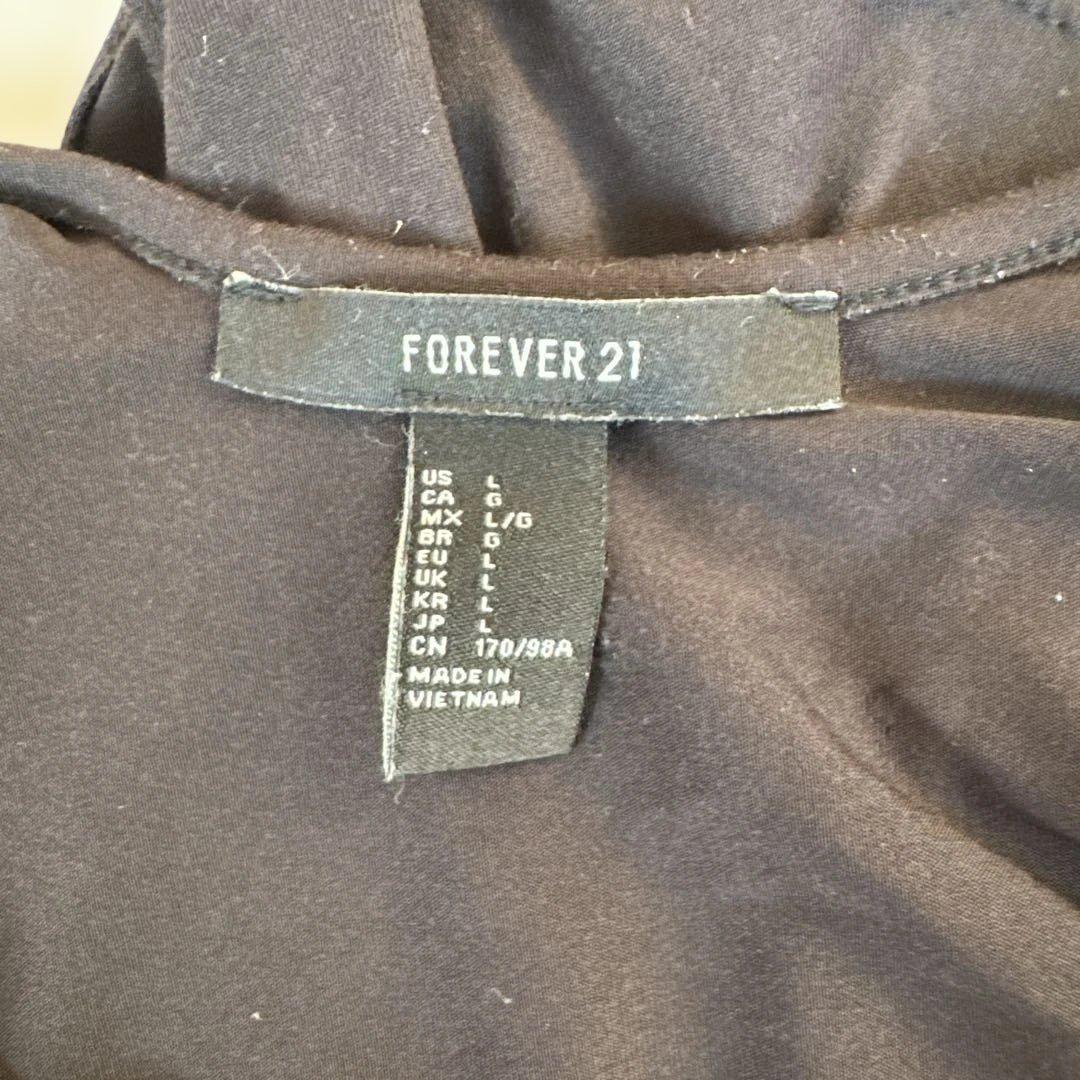 FOREVER 21
US L
CA G
MX L/G
BR G
EU L
UK L
KR L
JP L
CN 170/98A
MADE IN
VIETNAM